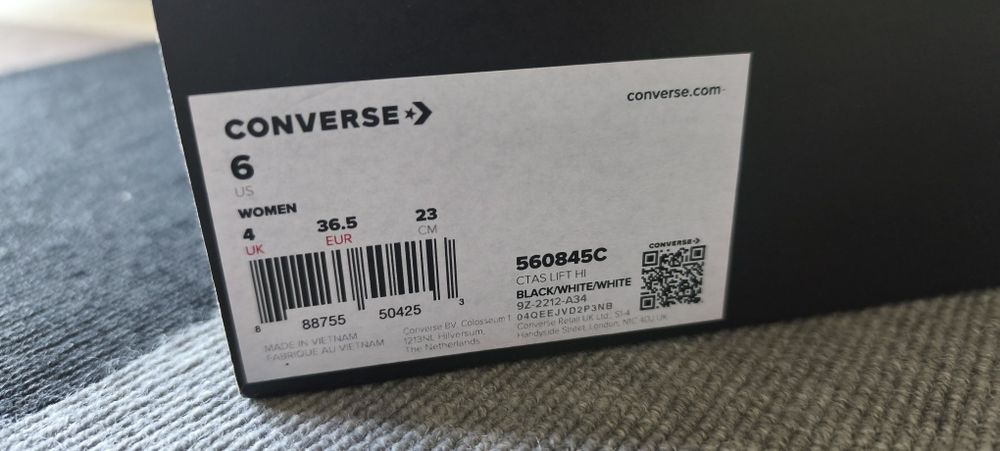 CONVERSE
converse.com
6
US
WOMEN
4 36.5 23
UK EUR CM
8 88755 50425 3
MADE IN VIETNAM
FABRIQUE AU VIETNAM
Converse BV. Colosseum 1
1213NL Hilversum,
The Netherlands
CONVERSE
560845C
CTAS LIFT HI
BLACK/WHITE/WHITE
9Z-2212-A34
04QEEJVD2P3NB
Converse Retail UK Ltd., S1-4
Handyside Street, London, N1C 4DJ UK